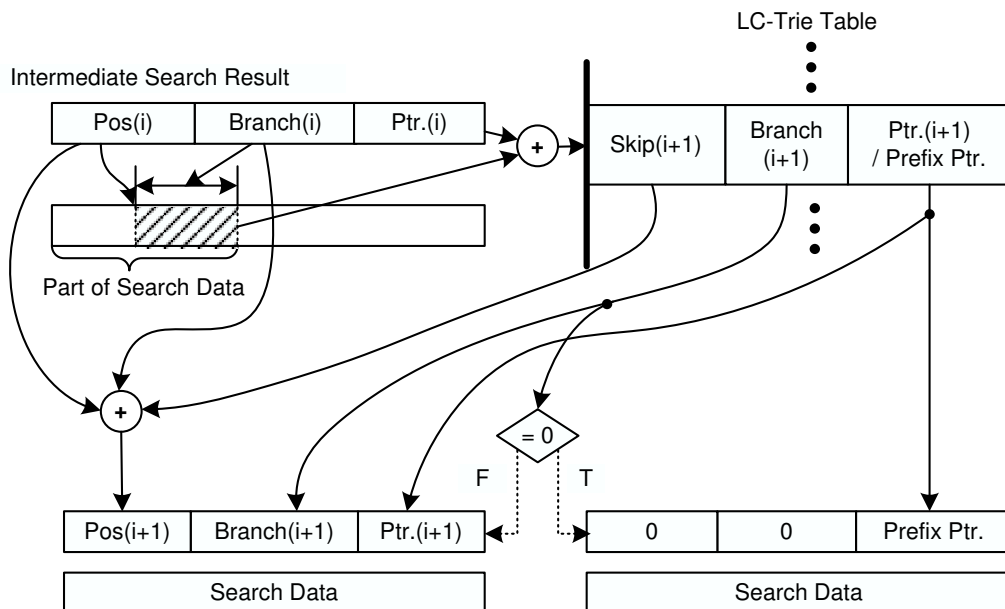 LC-Trie Table
Intermediate Search Result
Pos(i)
Branch(i)
Ptr.(i)
+
Skip(i+1)
Branch
(i+1)
Ptr.(i+1)
/ Prefix Ptr.
Part of Search Data
+
= 0
F
T
Pos(i+1)
Branch(i+1)
Ptr.(i+1)
0
0
Prefix Ptr.
Search Data
Search Data